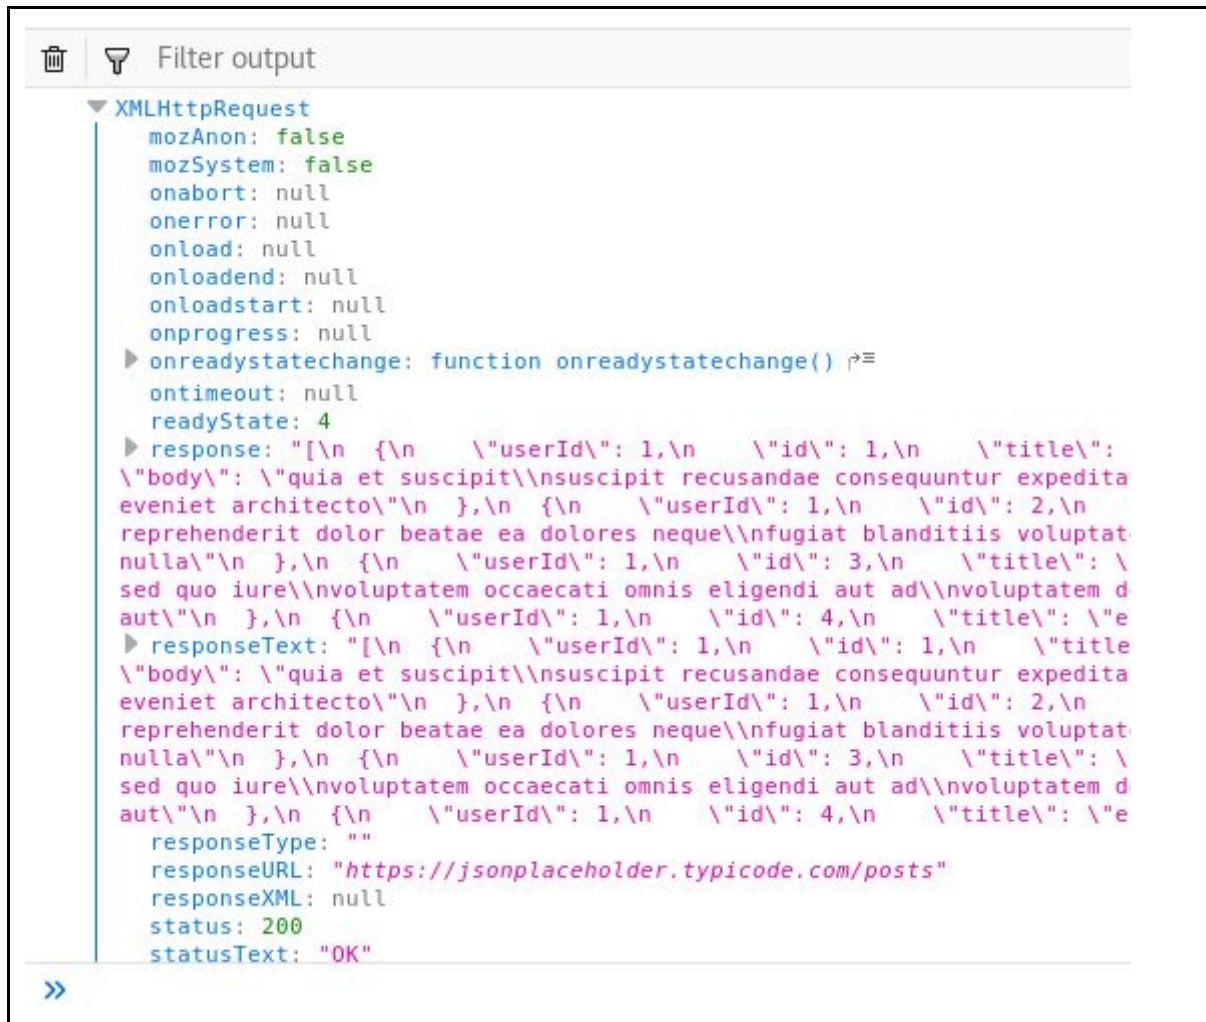 Filter output
XMLHttpRequest
mozAnon: false
mozSystem: false
onabort: null
onerror: null
onload: null
onloadend: null
onloadstart: null
onprogress: null
onreadystatechange: function onreadystatechange()
ontimeout: null
readyState: 4
response: "[\n  {\n    \"userId\": 1,\n    \"id\": 1,\n    \"title\":
\"body\": \"quia et suscipit\\nsuscipit recusandae consequuntur expedita
eveniet architecto\"\n  },\n  {\n    \"userId\": 1,\n    \"id\": 2,\n
reprehenderit dolor beatae ea dolores neque\\nfugiat blanditiis voluptat
nulla\"\n  },\n  {\n    \"userId\": 1,\n    \"id\": 3,\n    \"title\": \
sed quo iure\\nvoluptatem occaecati omnis eligendi aut ad\\nvoluptatem d
aut\"\n  },\n  {\n    \"userId\": 1,\n    \"id\": 4,\n    \"title\": \"e
responseText: "[\n  {\n    \"userId\": 1,\n    \"id\": 1,\n    \"title
\"body\": \"quia et suscipit\\nsuscipit recusandae consequuntur expedita
eveniet architecto\"\n  },\n  {\n    \"userId\": 1,\n    \"id\": 2,\n
reprehenderit dolor beatae ea dolores neque\\nfugiat blanditiis voluptat
nulla\"\n  },\n  {\n    \"userId\": 1,\n    \"id\": 3,\n    \"title\": \
sed quo iure\\nvoluptatem occaecati omnis eligendi aut ad\\nvoluptatem d
aut\"\n  },\n  {\n    \"userId\": 1,\n    \"id\": 4,\n    \"title\": \"e
responseType: ""
responseURL: "https://jsonplaceholder.typicode.com/posts"
responseXML: null
status: 200
statusText: "OK"